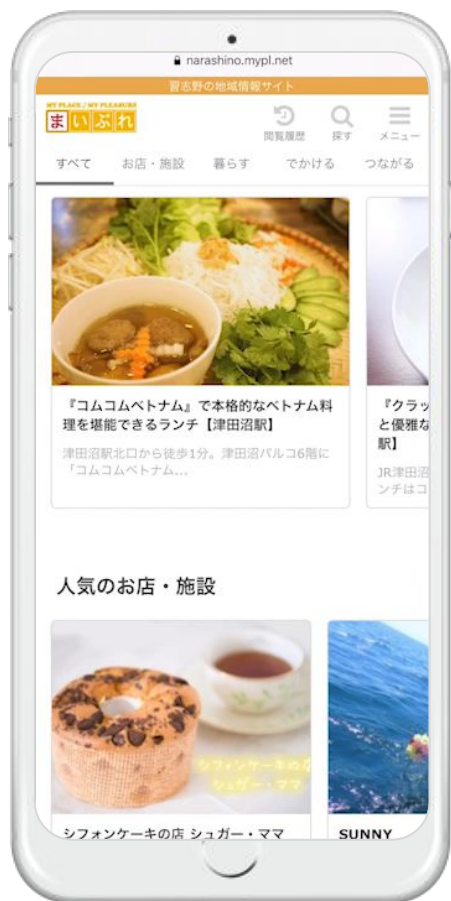 narashino.mypl.net
習志野の地域情報サイト
MY PLACE / MY PLEASURE
まいぷれ
閲覧履歴
探す
メニュー
すべて
お店・施設
暮らす
でかける
つながる
『コムコムベトナム』で本格的なベトナム料
理を堪能できるランチ【津田沼駅】
津田沼駅北口から徒歩1分。津田沼パルコ6階に
「コムコムベトナム...
『クラッ
と優雅な
駅】
JR津田沼
ンチはコ
人気のお店・施設
シフォンケーキの店
シュガー・ママ
シフォンケーキの店 シュガー・ママ
SUNNY